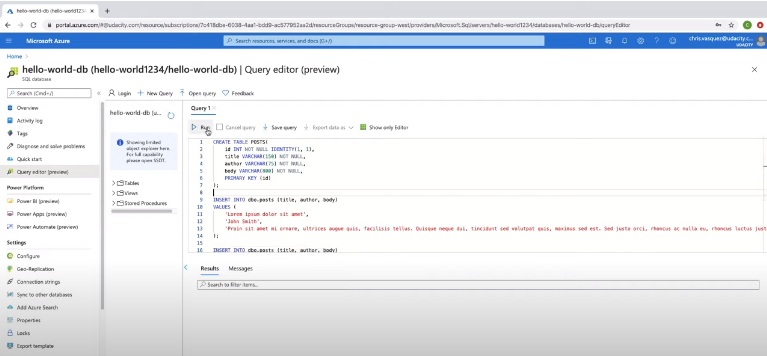 hello-world-db (hello-world1234
portal.azure.com/#@udacity.com/resource/subscriptions/7c418dbe-6938-4aa1-bdd9-ac577952aa2d/resourceGroups/resource-group-west/providers/Microsoft.Sql/servers/hello-world1234/databases/hello-world-db/queryEditor
Microsoft Azure
Search resources, services, and docs (G+/)
chris.vasquez@udacity.c...
UDACITY
Home >
hello-world-db (hello-world1234/hello-world-db) | Query editor (preview)
SQL database
Search (Cmd+/)
Login
New Query
Open query
Feedback
Overview
Activity log
Tags
Diagnose and solve problems
Quick start
Query editor (preview)
Power Platform
Power BI (preview)
Power Apps (preview)
Power Automate (preview)
Settings
Configure
Geo-Replication
Connection strings
Sync to other databases
Add Azure Search
Properties
Locks
Export template
hello-world-db (u...
Showing limited
object explorer here.
For full capability
please open SSDT.
Tables
Views
Stored Procedures
Query 1
Run
Cancel query
Save query
Export data as
Show only Editor
1 CREATE TABLE POSTS(
2 id INT NOT NULL IDENTITY(1, 1),
3 title VARCHAR(150) NOT NULL,
4 author VARCHAR(75) NOT NULL,
5 body VARCHAR(800) NOT NULL,
6 PRIMARY KEY (id)
7 );
8
9 INSERT INTO dbo.posts (title, author, body)
10 VALUES (
11 'Lorem ipsum dolor sit amet',
12 'John Smith',
13 'Proin sit amet mi ornare, ultrices augue quis, facilisis tellus. Quisque neque dui, tincidunt sed volutpat quis, maximus sed est. Sed justo orci, rhoncus ac nulla eu, rhoncus luctus just
14 );
15
16 INSERT INTO dbo.posts (title, author, body)
Results
Messages
Search to filter items...